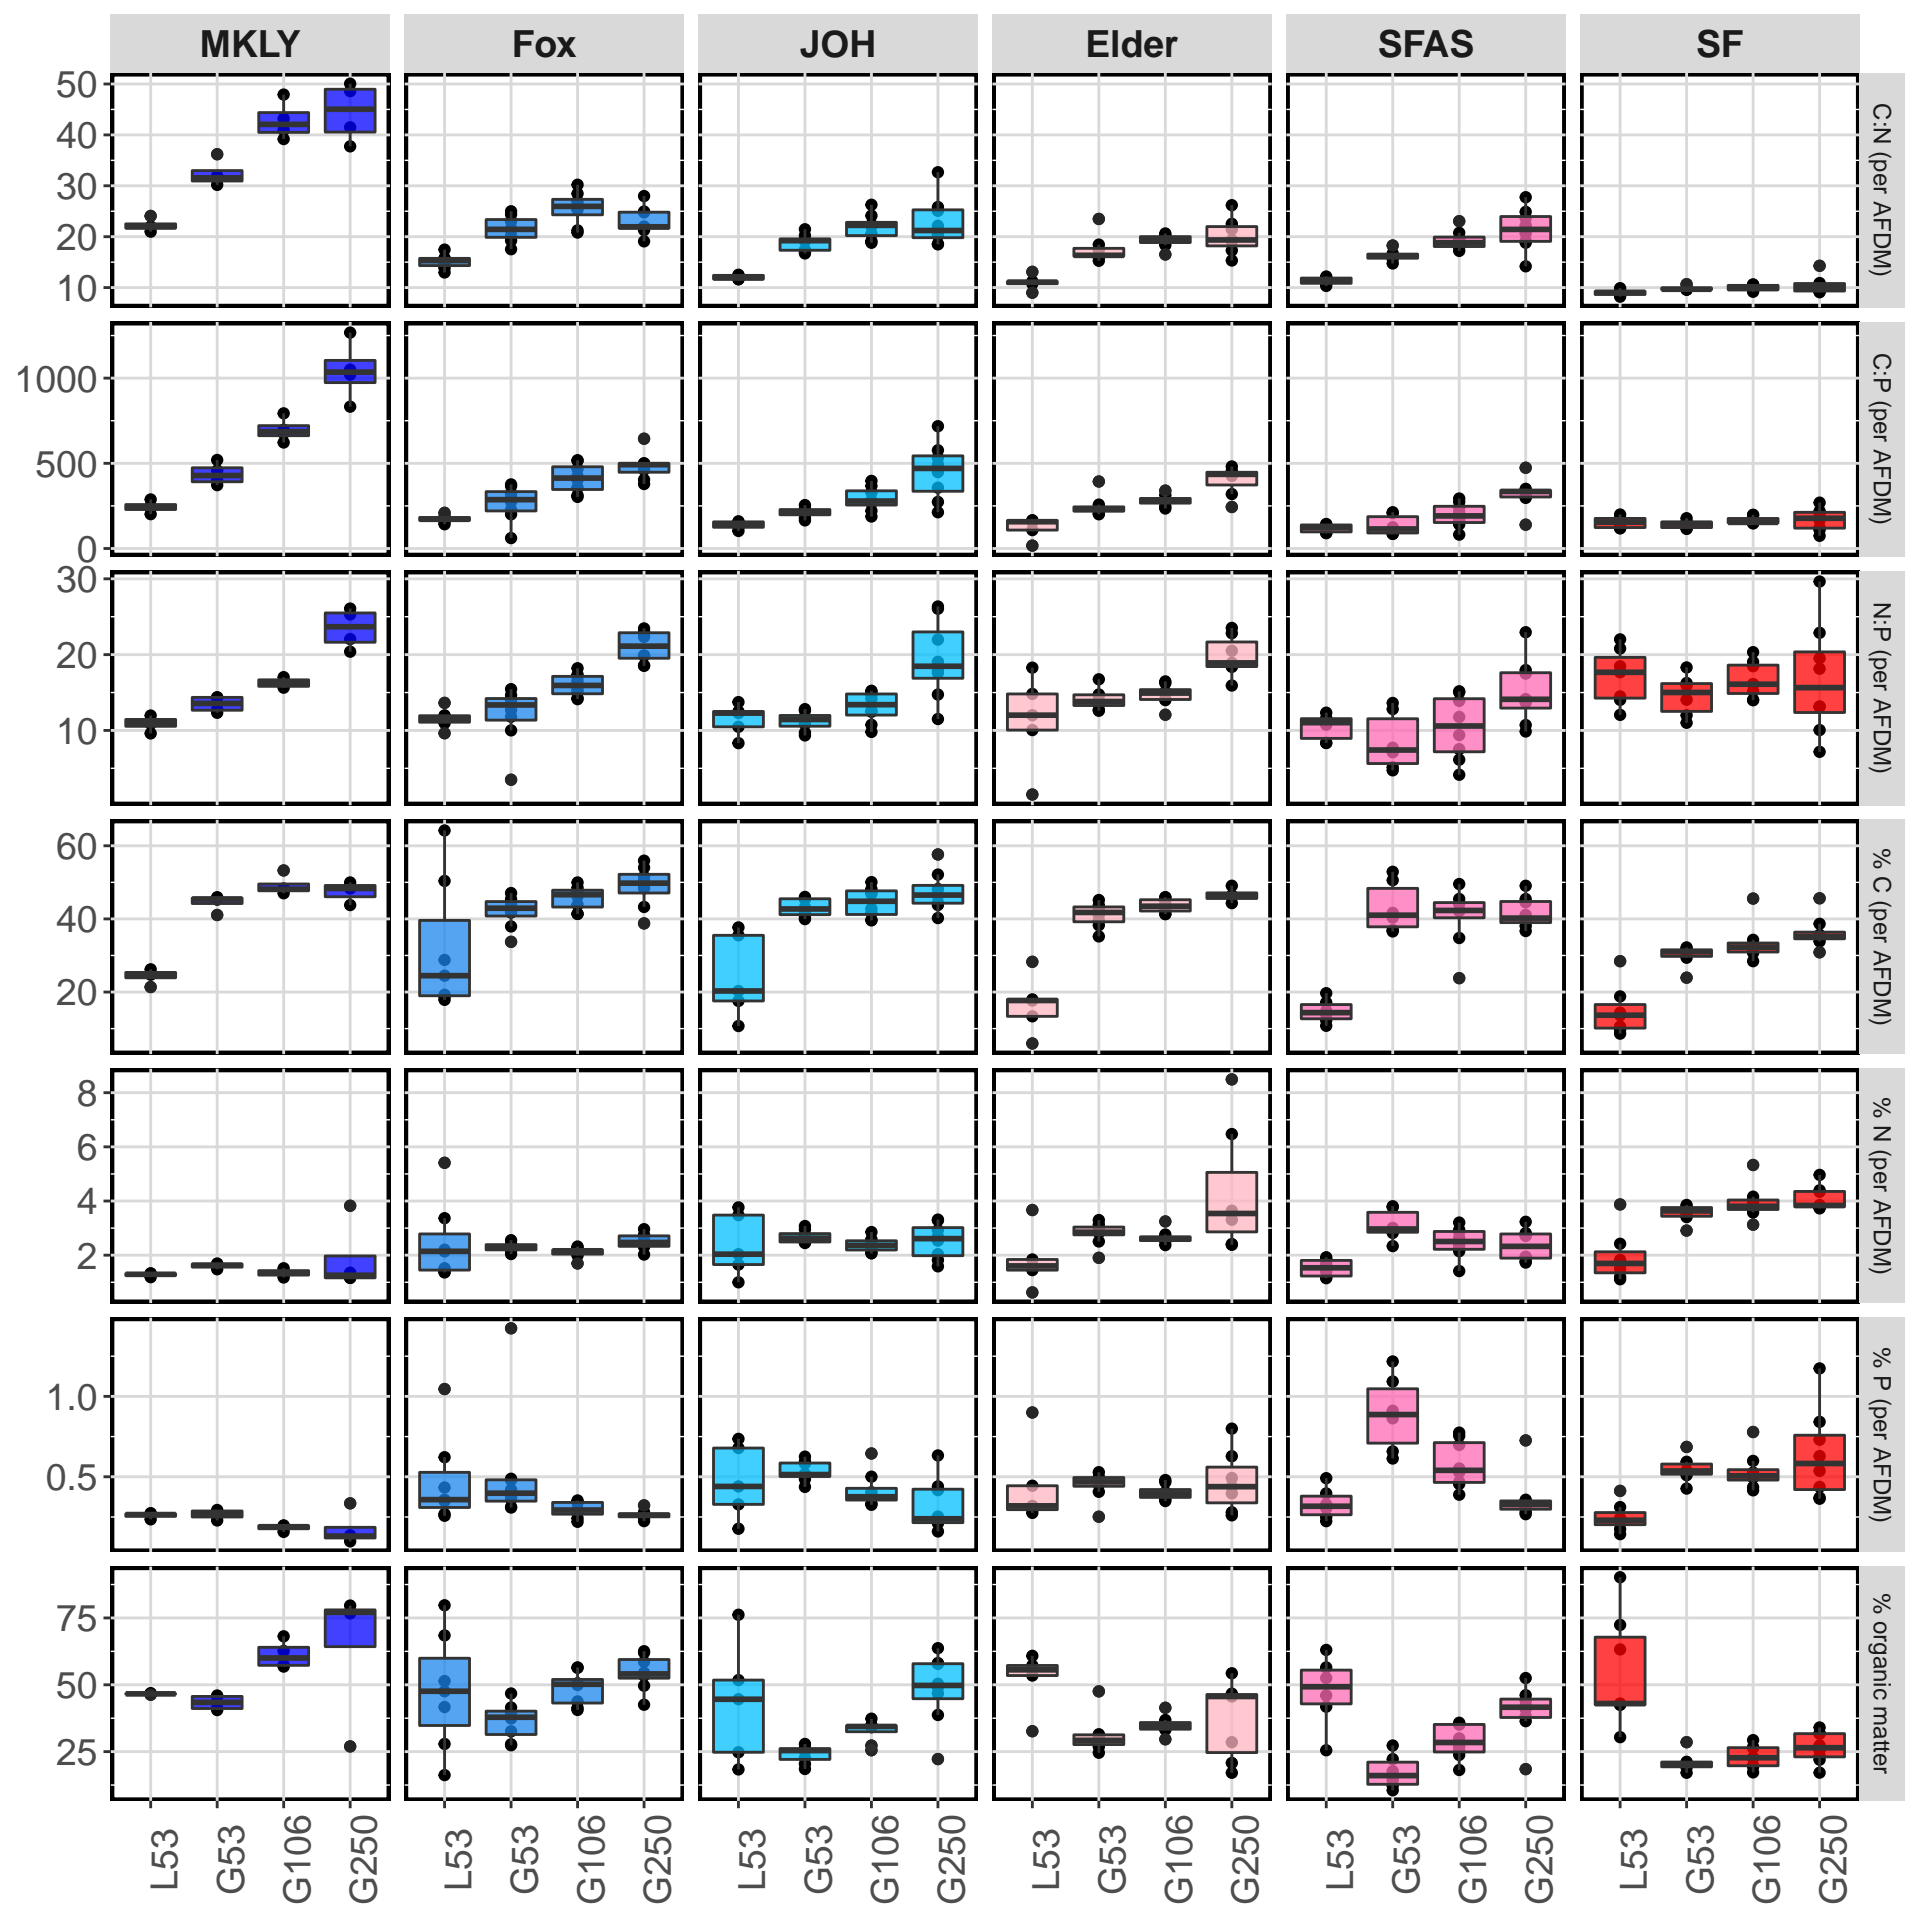 MKLY Fox JOH Elder SFAS SF
50
40
30
20
10
C:N (per AFDM)
1000
500
0
C:P (per AFDM)
30
20
10
N:P (per AFDM)
60
40
20
% C (per AFDM)
8
6
4
2
% N (per AFDM)
1.0
0.5
% P (per AFDM)
75
50
25
% organic matter
L53 G53 G106 G250 L53 G53 G106 G250 L53 G53 G106 G250 L53 G53 G106 G250 L53 G53 G106 G250 L53 G53 G106 G250